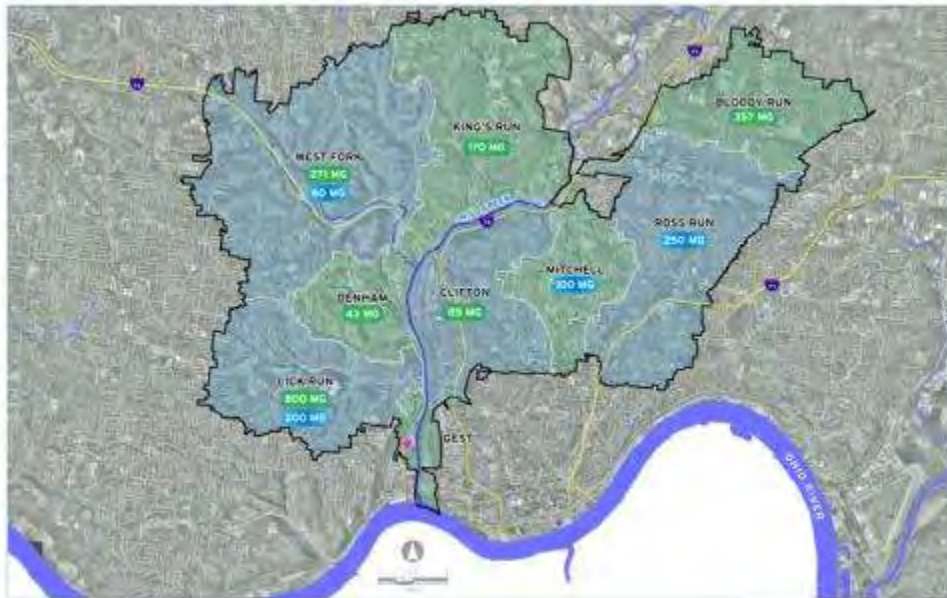 BLOODY RUN
357 MG
KING'S RUN
170 MG
WEST FORK
271 MG
60 MG
ROSS RUN
250 MG
MITCHELL
300 MG
DENHAM
43 MG
CLIFTON
85 MG
LICK RUN
800 MG
200 MG
GEST
OHIO RIVER